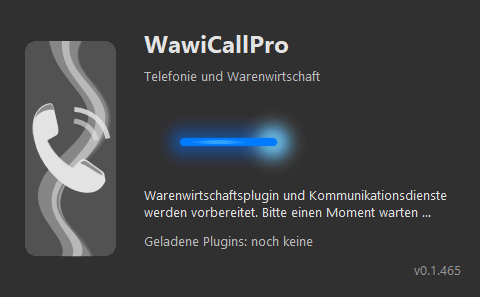 WawiCallPro
Telefonie und Warenwirtschaft
Warenwirtschaftsplugin und Kommunikationsdienste
werden vorbereitet. Bitte einen Moment warten ...
Geladene Plugins: noch keine
v0.1.465